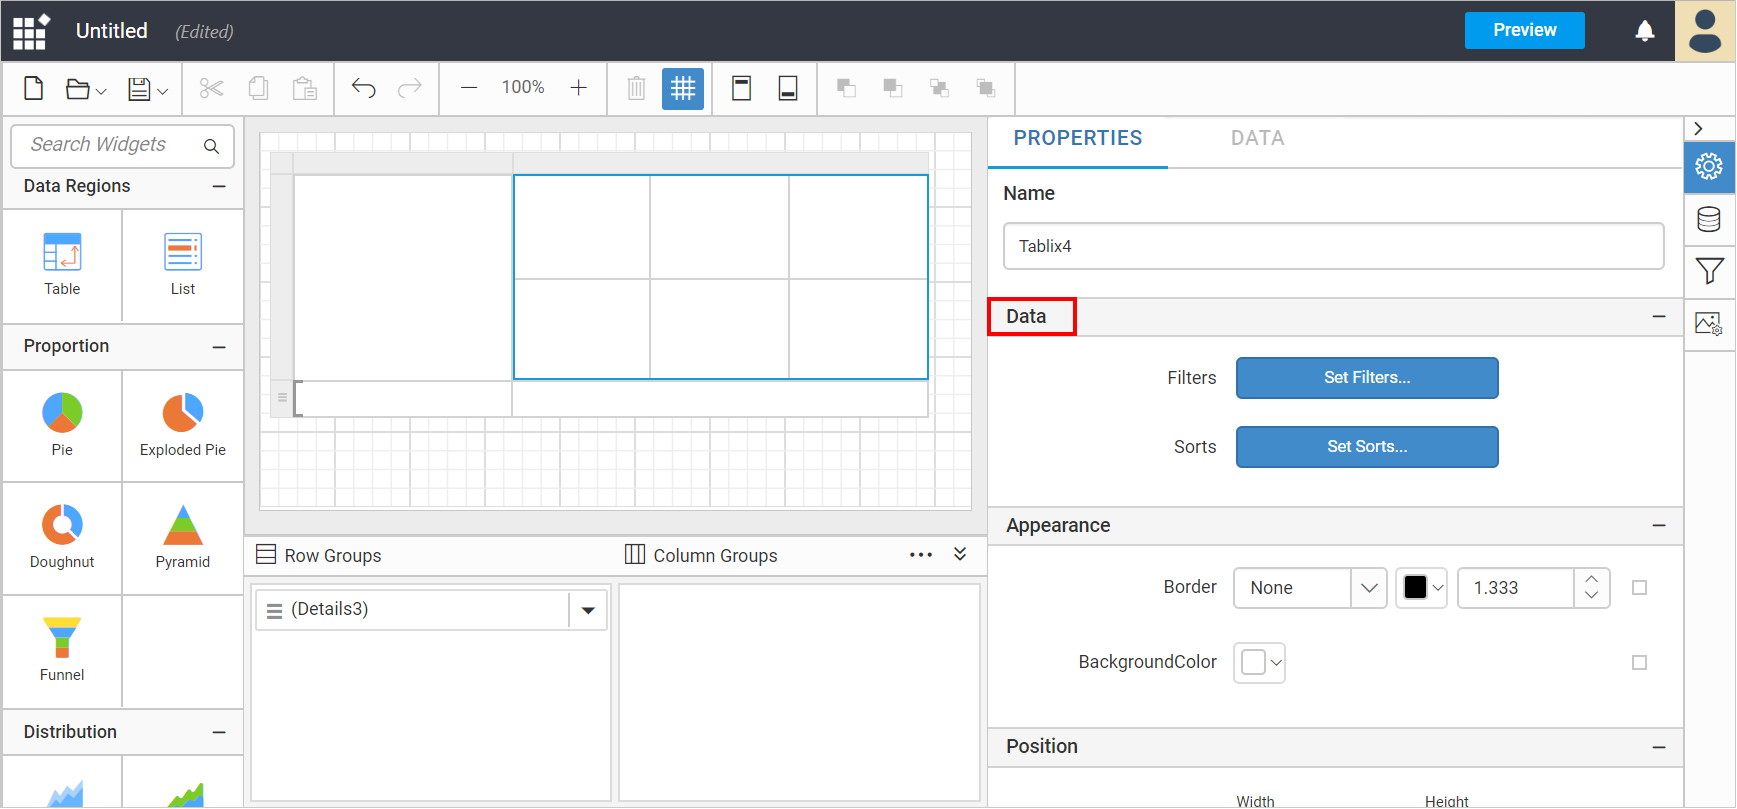 Untitled (Edited) Preview
100%
Search Widgets
Data Regions
Table List
Proportion
Pie Exploded Pie
Doughnut Pyramid
Funnel
Distribution
Row Groups Column Groups
(Details3)
PROPERTIES DATA
Name
Tablix4
Data
Filters Set Filters...
Sorts Set Sorts...
Appearance
Border None 1.333
BackgroundColor
Position
Width Height